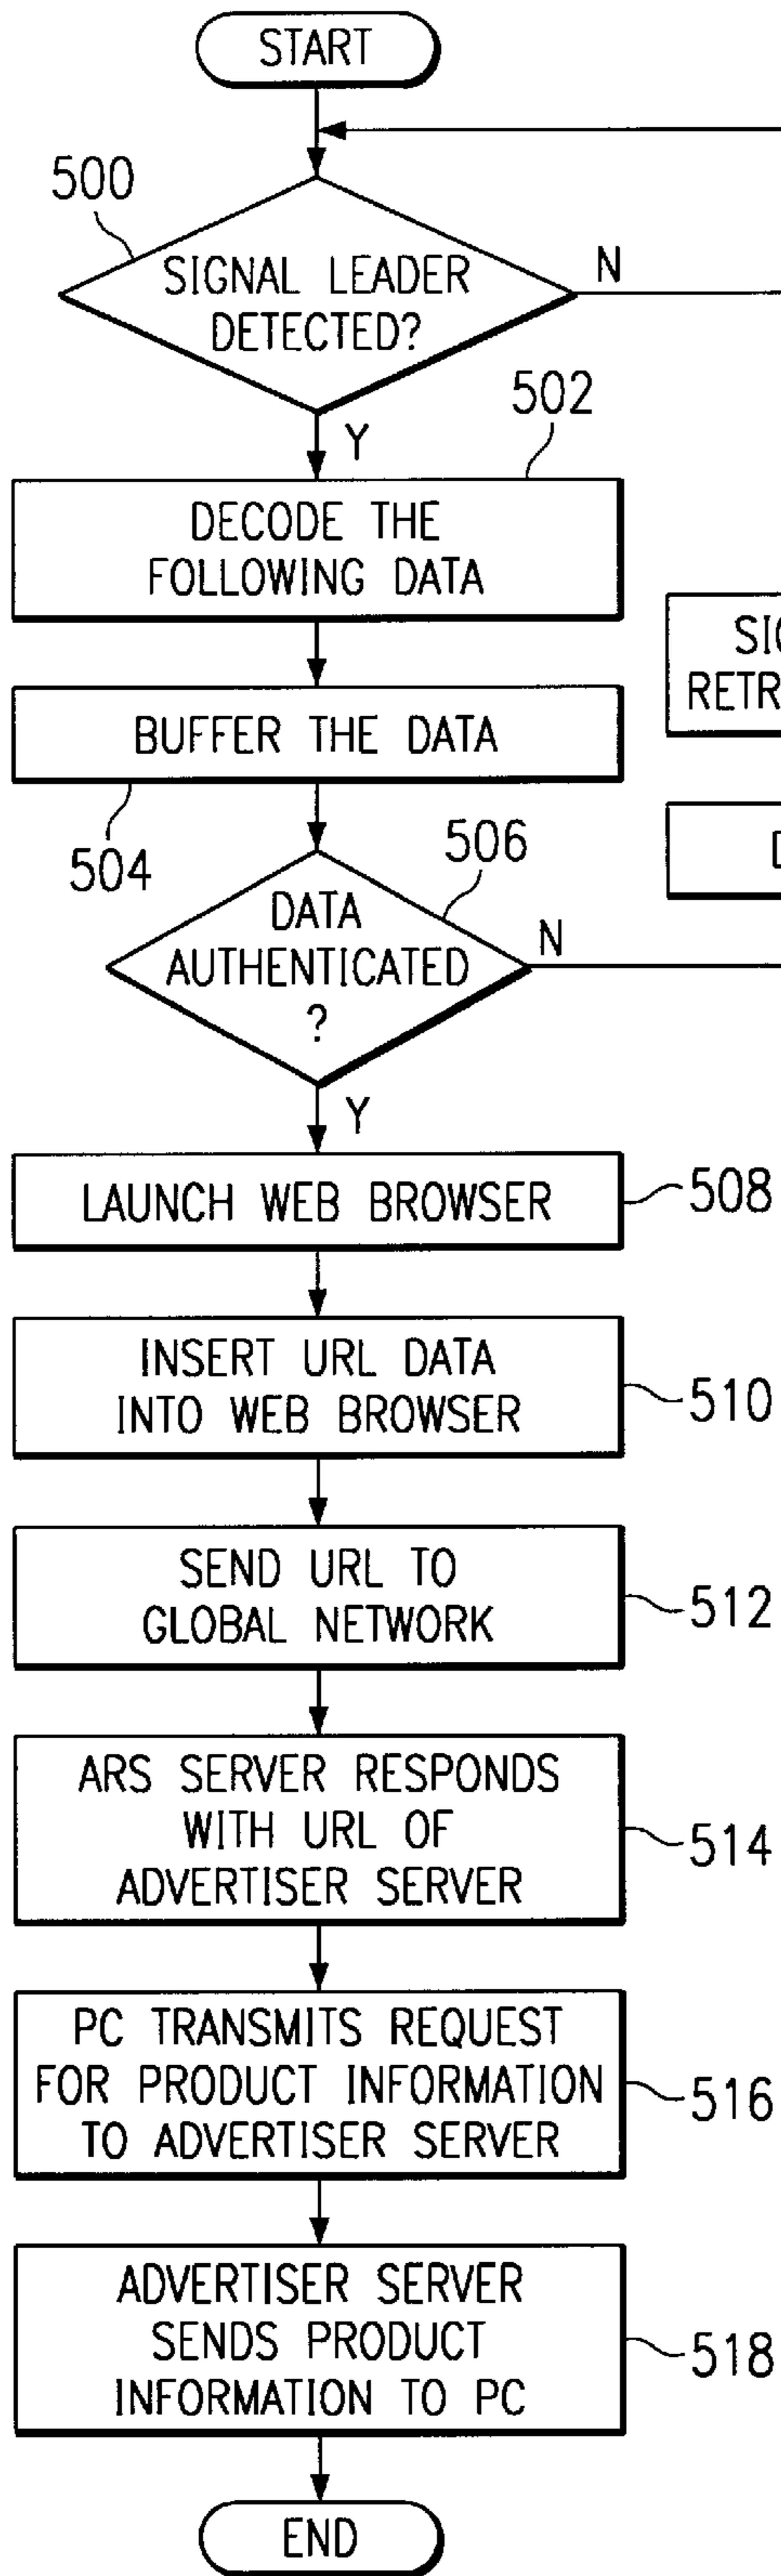 START
500
SIGNAL LEADER
DETECTED?
N
Y
502
DECODE THE
FOLLOWING DATA
BUFFER THE DATA
504
506
DATA
AUTHENTICATED
?
N
Y
LAUNCH WEB BROWSER
508
INSERT URL DATA
INTO WEB BROWSER
510
SEND URL TO
GLOBAL NETWORK
512
ARS SERVER RESPONDS
WITH URL OF
ADVERTISER SERVER
514
PC TRANSMITS REQUEST
FOR PRODUCT INFORMATION
TO ADVERTISER SERVER
516
ADVERTISER SERVER
SENDS PRODUCT
INFORMATION TO PC
518
END